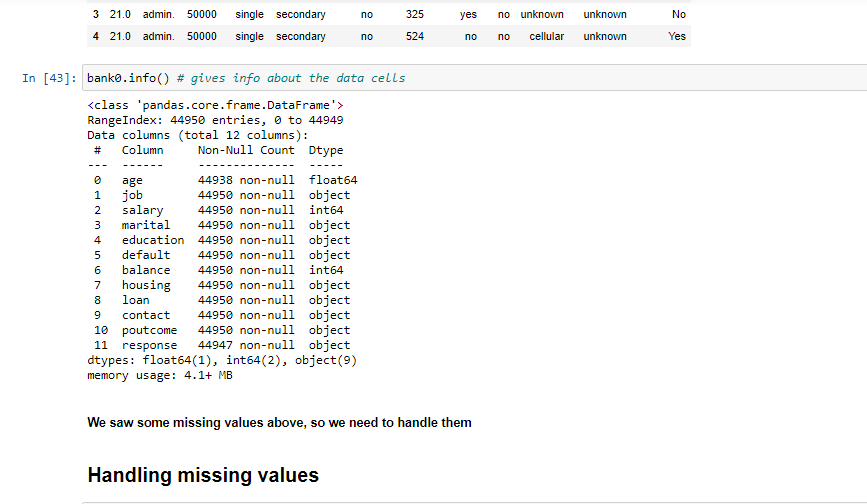 3 21.0 admin. 50000 single secondary no 325 yes no unknown unknown No
4 21.0 admin. 50000 single secondary no 524 no no cellular unknown Yes
In [43]: bank0.info() # gives info about the data cells
<class 'pandas.core.frame.DataFrame'>
RangeIndex: 44950 entries, 0 to 44949
Data columns (total 12 columns):
# Column Non-Null Count Dtype
--- ------ -------------- -----
0 age 44938 non-null float64
1 job 44950 non-null object
2 salary 44950 non-null int64
3 marital 44950 non-null object
4 education 44950 non-null object
5 default 44950 non-null object
6 balance 44950 non-null int64
7 housing 44950 non-null object
8 loan 44950 non-null object
9 contact 44950 non-null object
10 poutcome 44950 non-null object
11 response 44947 non-null object
dtypes: float64(1), int64(2), object(9)
memory usage: 4.1+ MB
We saw some missing values above, so we need to handle them
Handling missing values